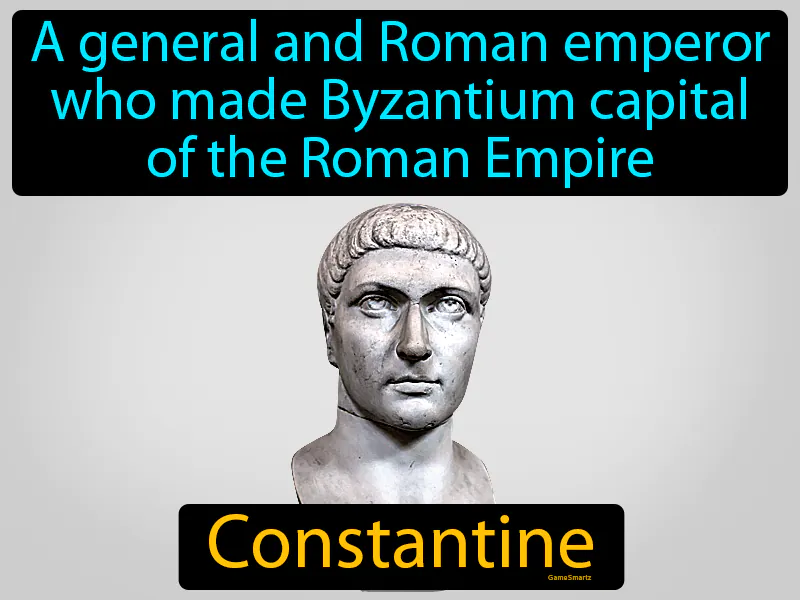 A general and Roman emperor
who made Byzantium capital
of the Roman Empire
Constantine
GameSmartz